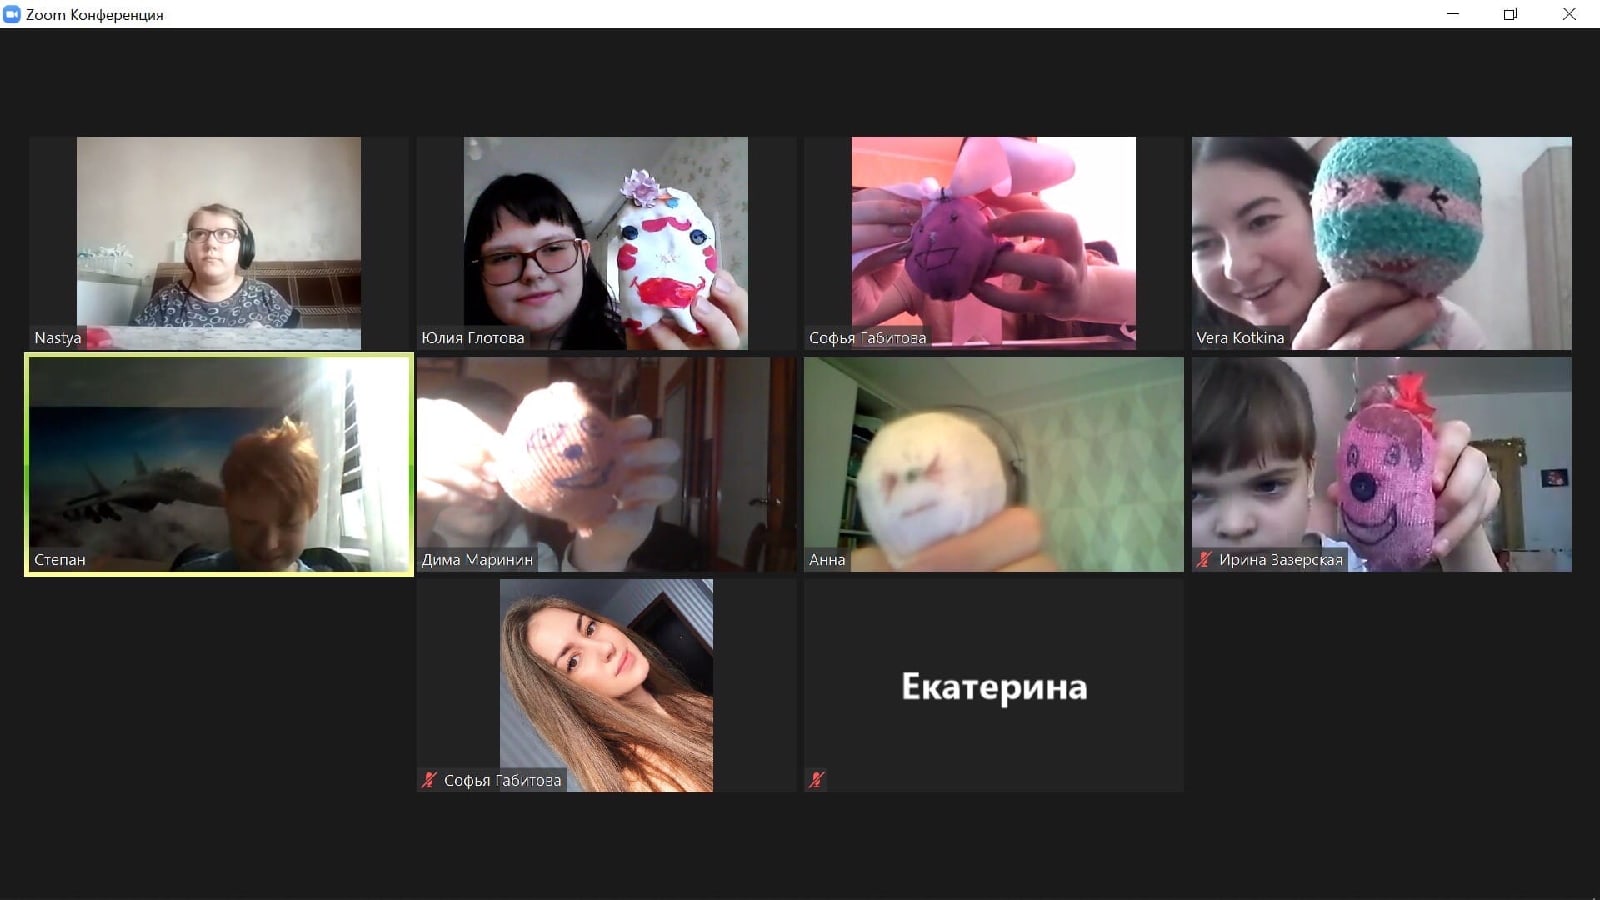 Zoom Конференция
Nastya
Юлия Глотова
Софья Габитова
Vera Kotkina
Степан
Дима Маринин
Анна
Ирина Зазерская
Софья Габитова
Екатерина